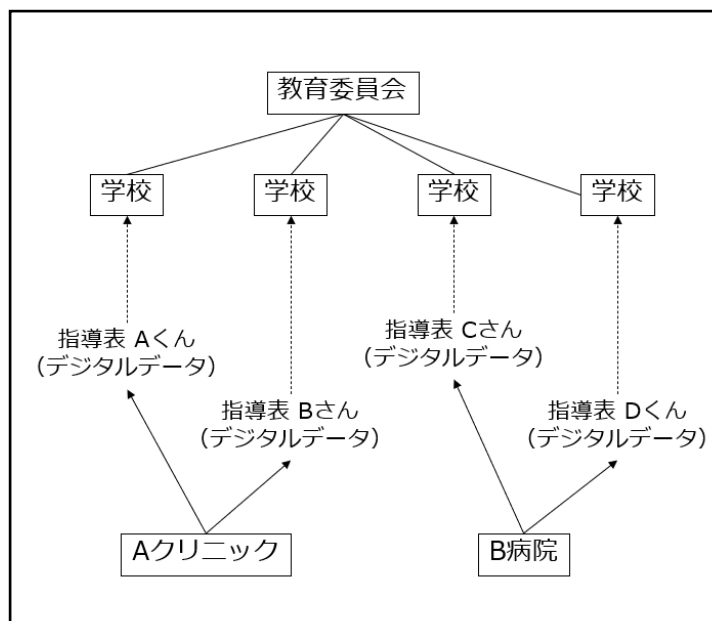 教育委員会
学校
学校
学校
学校
指導表 Aくん
（デジタルデータ）
指導表 Cさん
（デジタルデータ）
指導表 Bさん
（デジタルデータ）
指導表 Dくん
（デジタルデータ）
Aクリニック
B病院